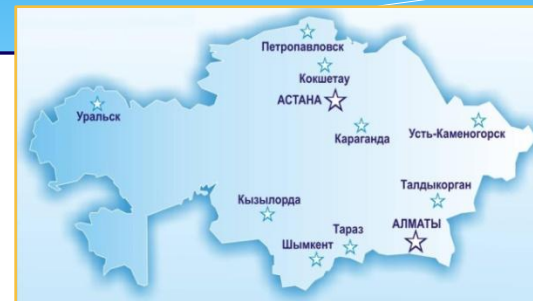 Петропавловск
Кокшетау
АСТАНА
Уральск
Караганда
Усть-Каменогорск
Талдыкорган
Кызылорда
Тараз
АЛМАТЫ
Шымкент